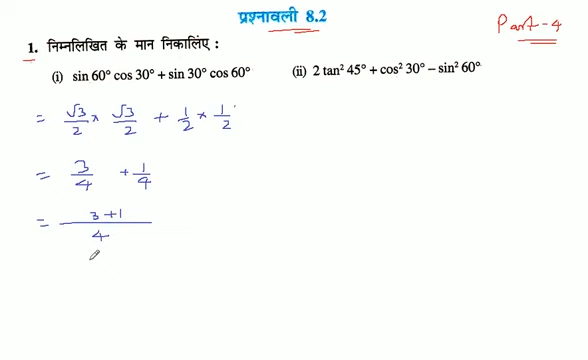 प्रश्नावली 8.2
Part-4
1. निम्नलिखित के मान निकालिए :
(i) sin 60° cos 30° + sin 30° cos 60° (ii) 2 tan² 45° + cos² 30° – sin² 60°
= √3/2 × √3/2 + 1/2 × 1/2
= 3/4 + 1/4
= 3+1/4